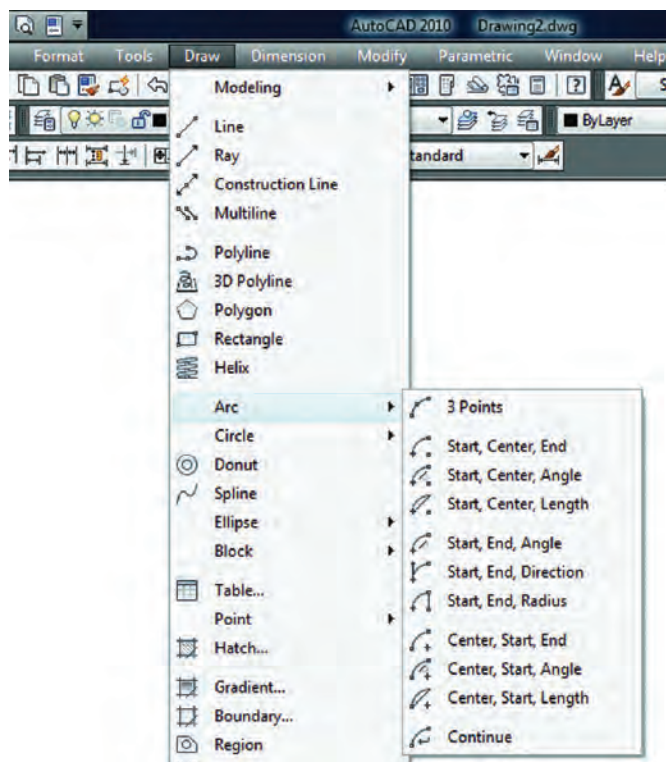 AutoCAD 2010 Drawing2.dwg
Format Tools Draw Dimension Modify Parametric Window Help
ByLayer
tandard
Modeling
Line
Ray
Construction Line
Multiline
Polyline
3D Polyline
Polygon
Rectangle
Helix
Arc
Circle
Donut
Spline
Ellipse
Block
Table...
Point
Hatch...
Gradient...
Boundary...
Region
3 Points
Start, Center, End
Start, Center, Angle
Start, Center, Length
Start, End, Angle
Start, End, Direction
Start, End, Radius
Center, Start, End
Center, Start, Angle
Center, Start, Length
Continue